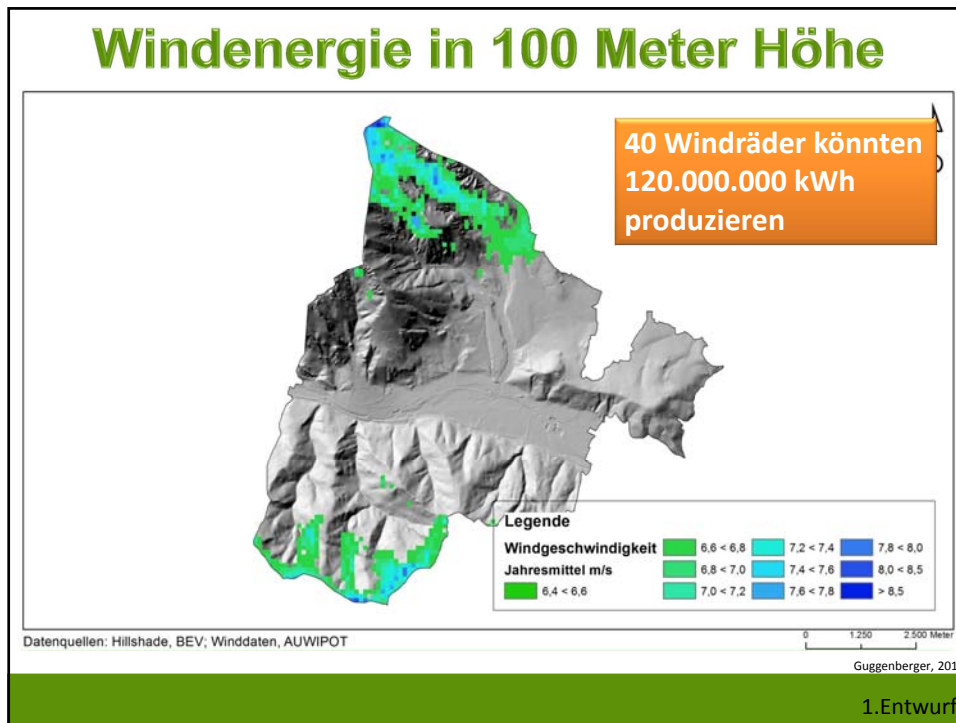 Windenergie in 100 Meter Höhe
40 Windräder könnten
120.000.000 kWh
produzieren
Legende
Windgeschwindigkeit
Jahresmittel m/s
6,4 < 6,6
6,6 < 6,8
6,8 < 7,0
7,0 < 7,2
7,2 < 7,4
7,4 < 7,6
7,6 < 7,8
7,8 < 8,0
8,0 < 8,5
> 8,5
Datenquellen: Hillshade, BEV; Winddaten, AUWIPOT
0 1.250 2.500 Meter
Guggenberger, 201
1.Entwurf